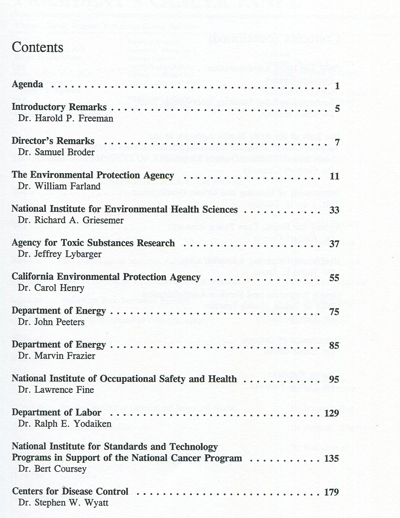 Contents
Agenda . . . . . . . . . . . . . . . . . . . . . . . . . . . . . . . . . . . . . 1
Introductory Remarks . . . . . . . . . . . . . . . . . . . . . . . . . . . 5
Dr. Harold P. Freeman
Director's Remarks . . . . . . . . . . . . . . . . . . . . . . . . . . . . 7
Dr. Samuel Broder
The Environmental Protection Agency . . . . . . . . . . . . . . . . . . 11
Dr. William Farland
National Institute for Environmental Health Sciences . . . . . . . . . . 33
Dr. Richard A. Griesemer
Agency for Toxic Substances Research . . . . . . . . . . . . . . . . . . 37
Dr. Jeffrey Lybarger
California Environmental Protection Agency . . . . . . . . . . . . . . . 55
Dr. Carol Henry
Department of Energy . . . . . . . . . . . . . . . . . . . . . . . . . . 75
Dr. John Peeters
Department of Energy . . . . . . . . . . . . . . . . . . . . . . . . . . 85
Dr. Marvin Frazier
National Institute of Occupational Safety and Health . . . . . . . . . . 95
Dr. Lawrence Fine
Department of Labor . . . . . . . . . . . . . . . . . . . . . . . . . . 129
Dr. Ralph E. Yodaiken
National Institute for Standards and Technology
Programs in Support of the National Cancer Program . . . . . . . . . . 135
Dr. Bert Coursey
Centers for Disease Control . . . . . . . . . . . . . . . . . . . . . . 179
Dr. Stephen W. Wyatt